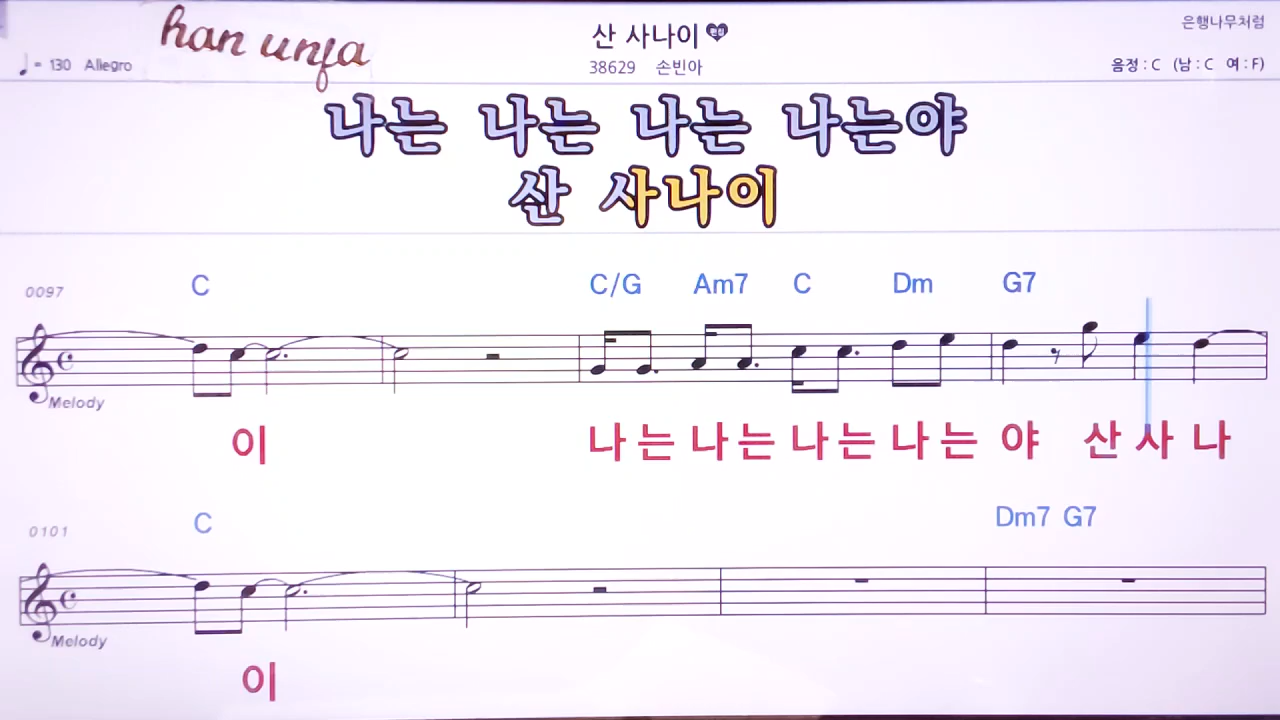 han unfa
산 사나이
은행나무처럼
♩= 130 Allegro
38629 손빈아
음정 : C (남 : C 여 : F)
나는 나는 나는 나는야
산 사나이
0097
C C/G Am7 C Dm G7
Melody
이 나 는 나 는 나 는 나 는 야 산 사 나
0101
C Dm7 G7
Melody
이